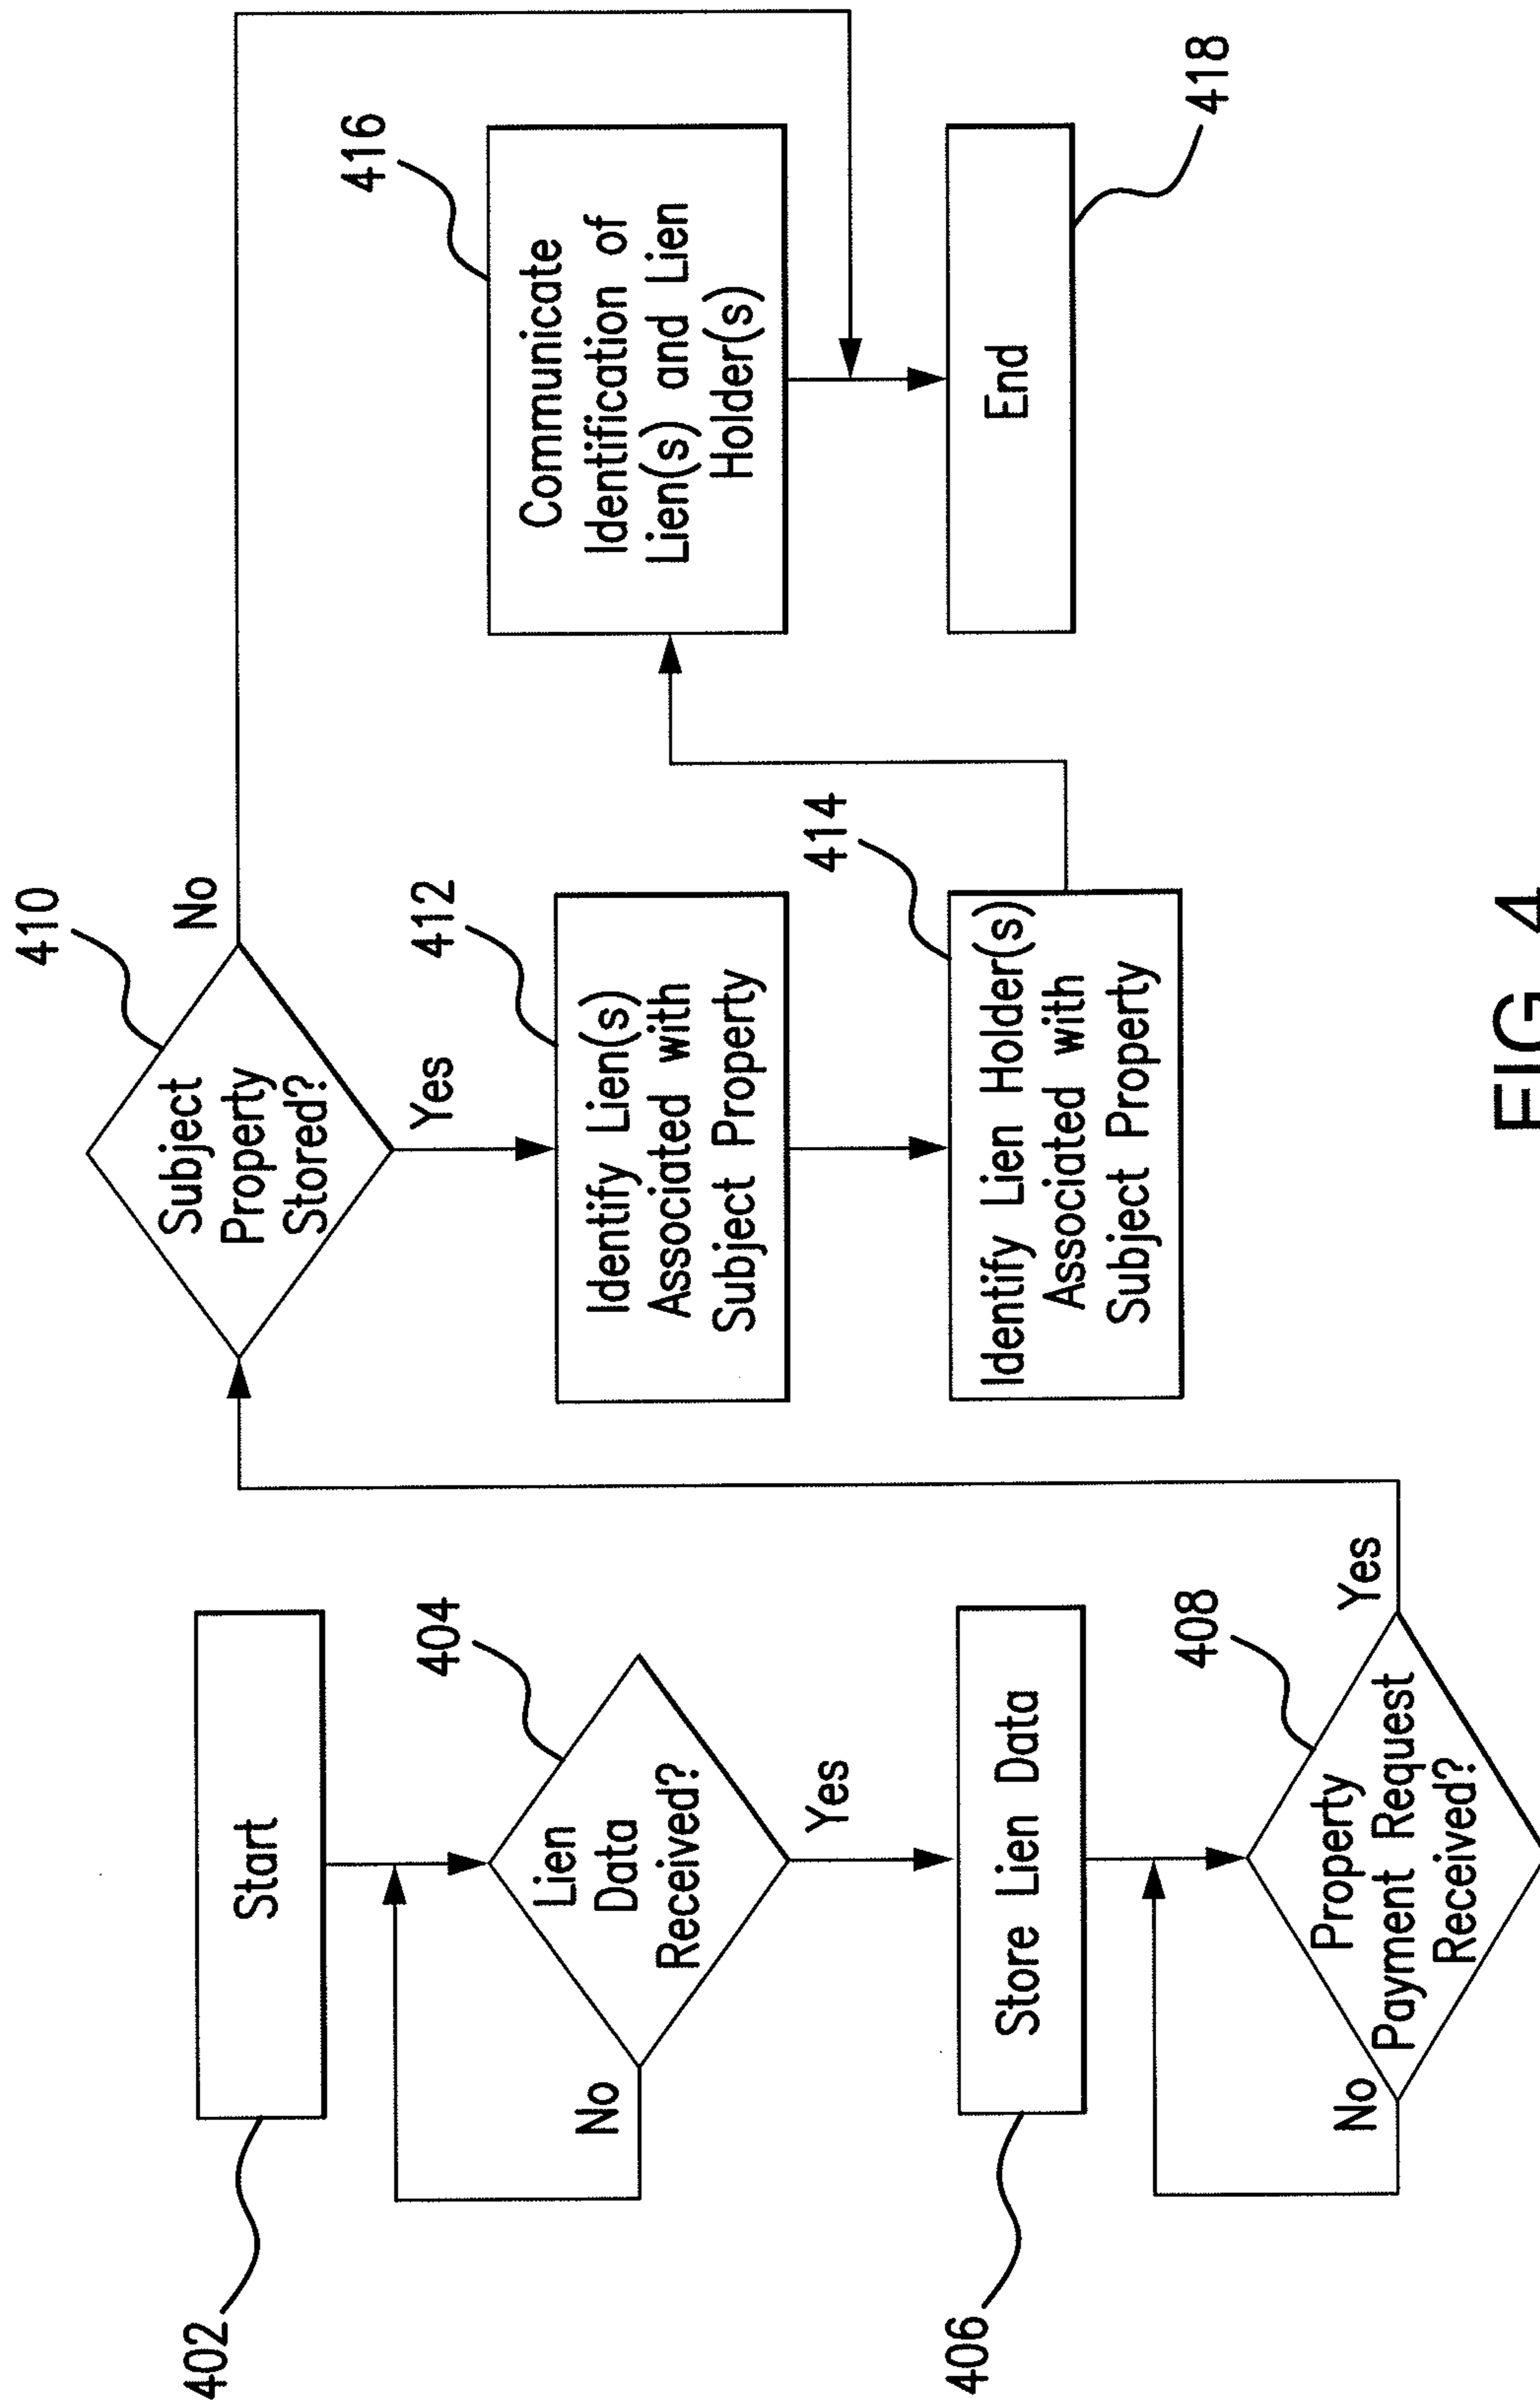 402
Start
404
Lien
Data
Received?
No
Yes
406
Store Lien Data
408
Property
Payment Request
Received?
No
Yes
410
Subject
Property
Stored?
No
Yes
412
Identify Lien(s)
Associated with
Subject Property
414
Identify Lien Holder(s)
Associated with
Subject Property
416
Communicate
Identification of
Lien(s) and Lien
Holder(s)
End
418
FIG. 4